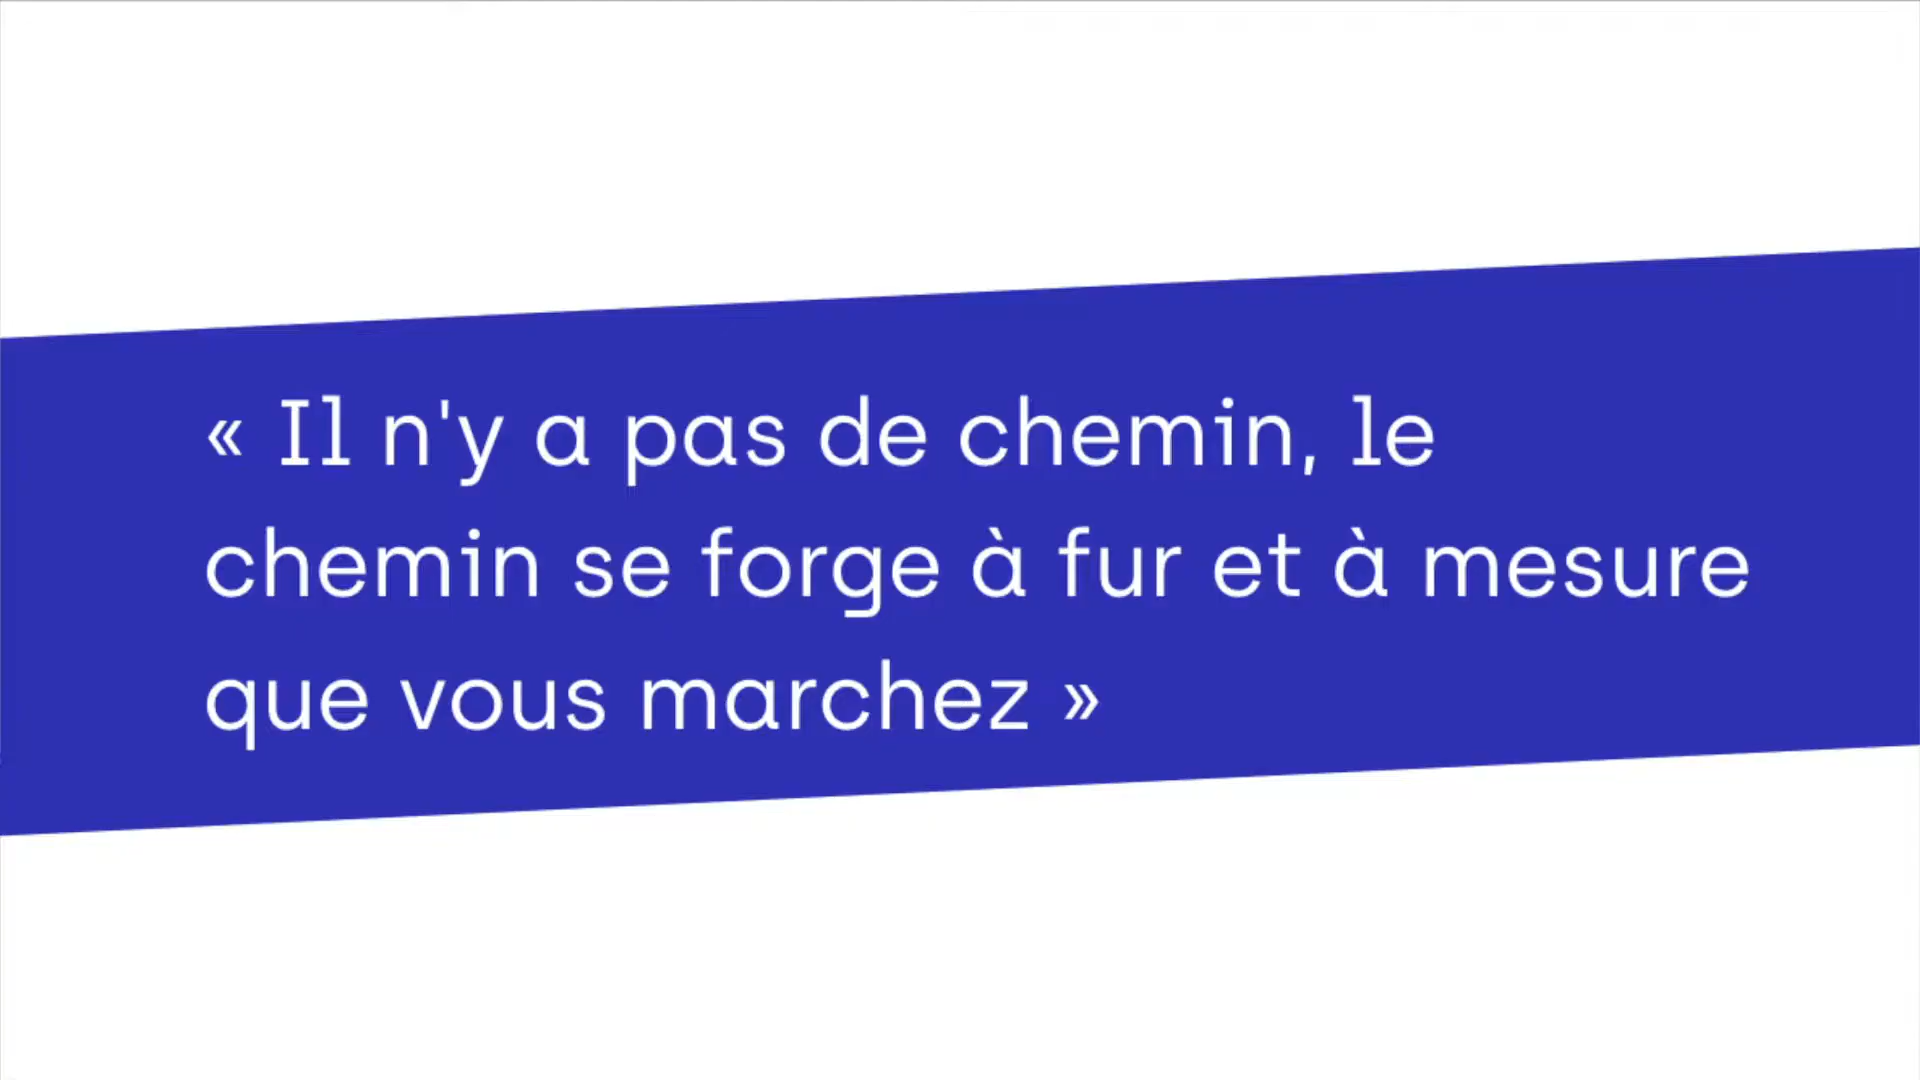 « Il n'y a pas de chemin, le
chemin se forge à fur et à mesure
que vous marchez »